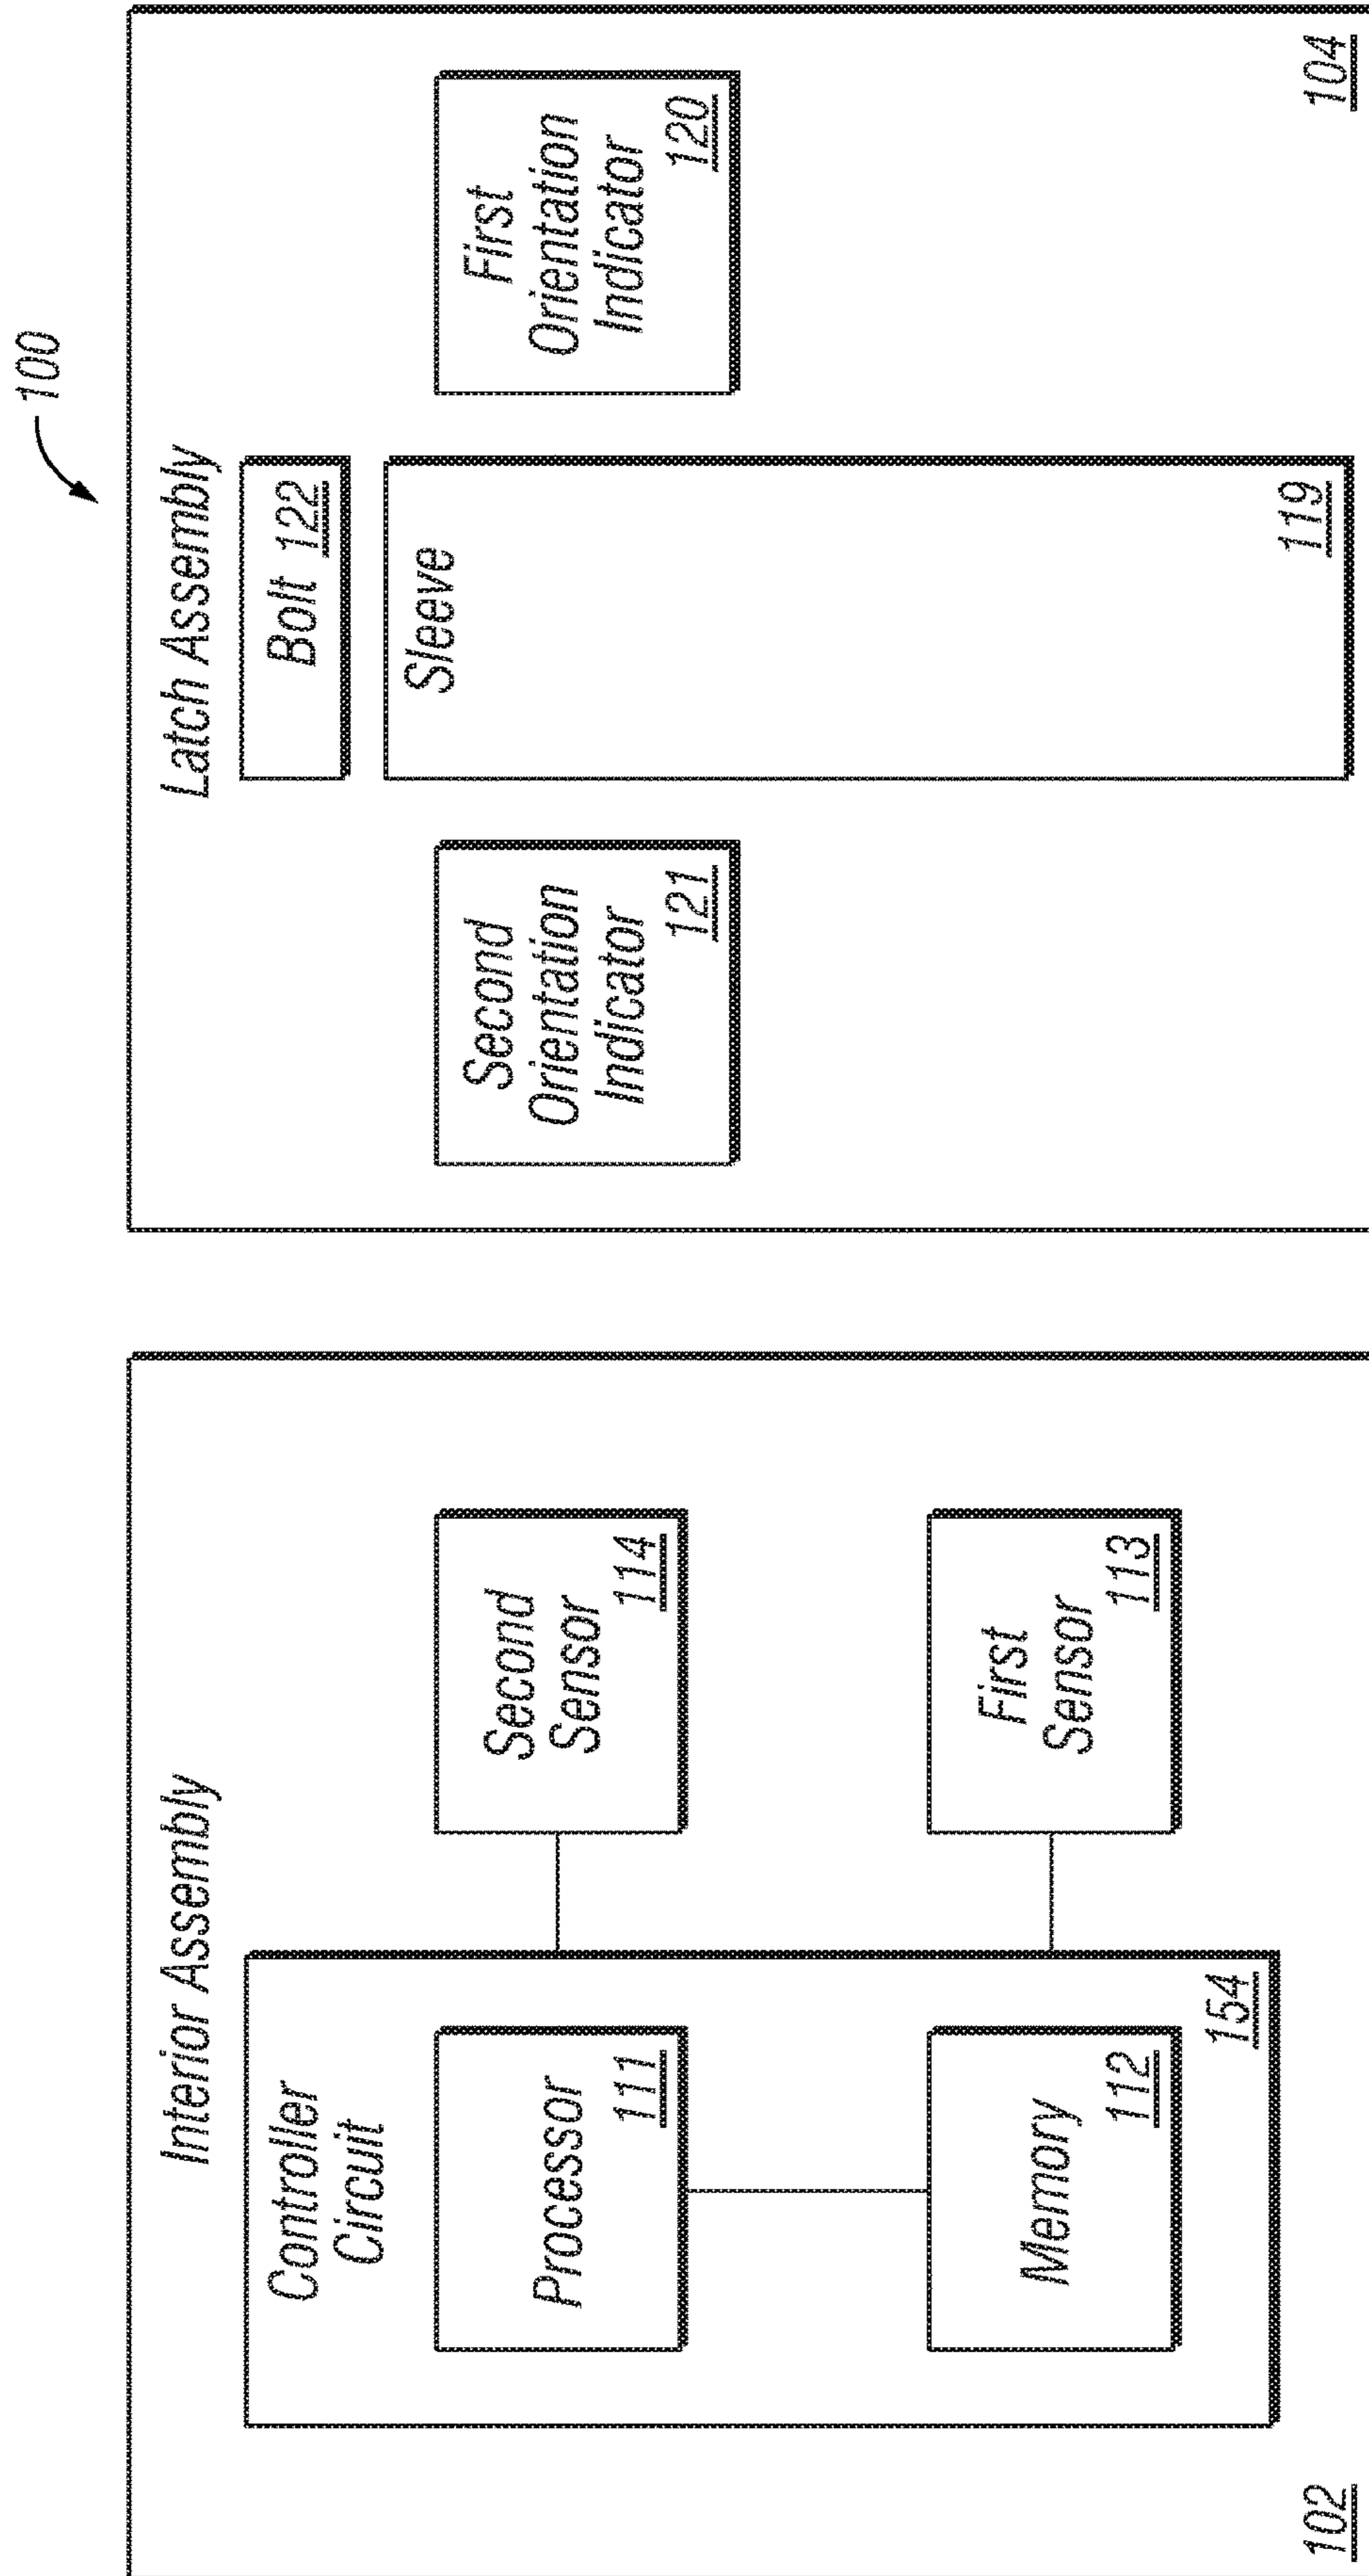 100
Interior Assembly
Controller
Circuit
Processor
111
Memory
112
154
Second
Sensor
114
First
Sensor
113
102
Latch Assembly
Second
Orientation
Indicator
121
Bolt 122
Sleeve
119
First
Orientation
Indicator
120
104